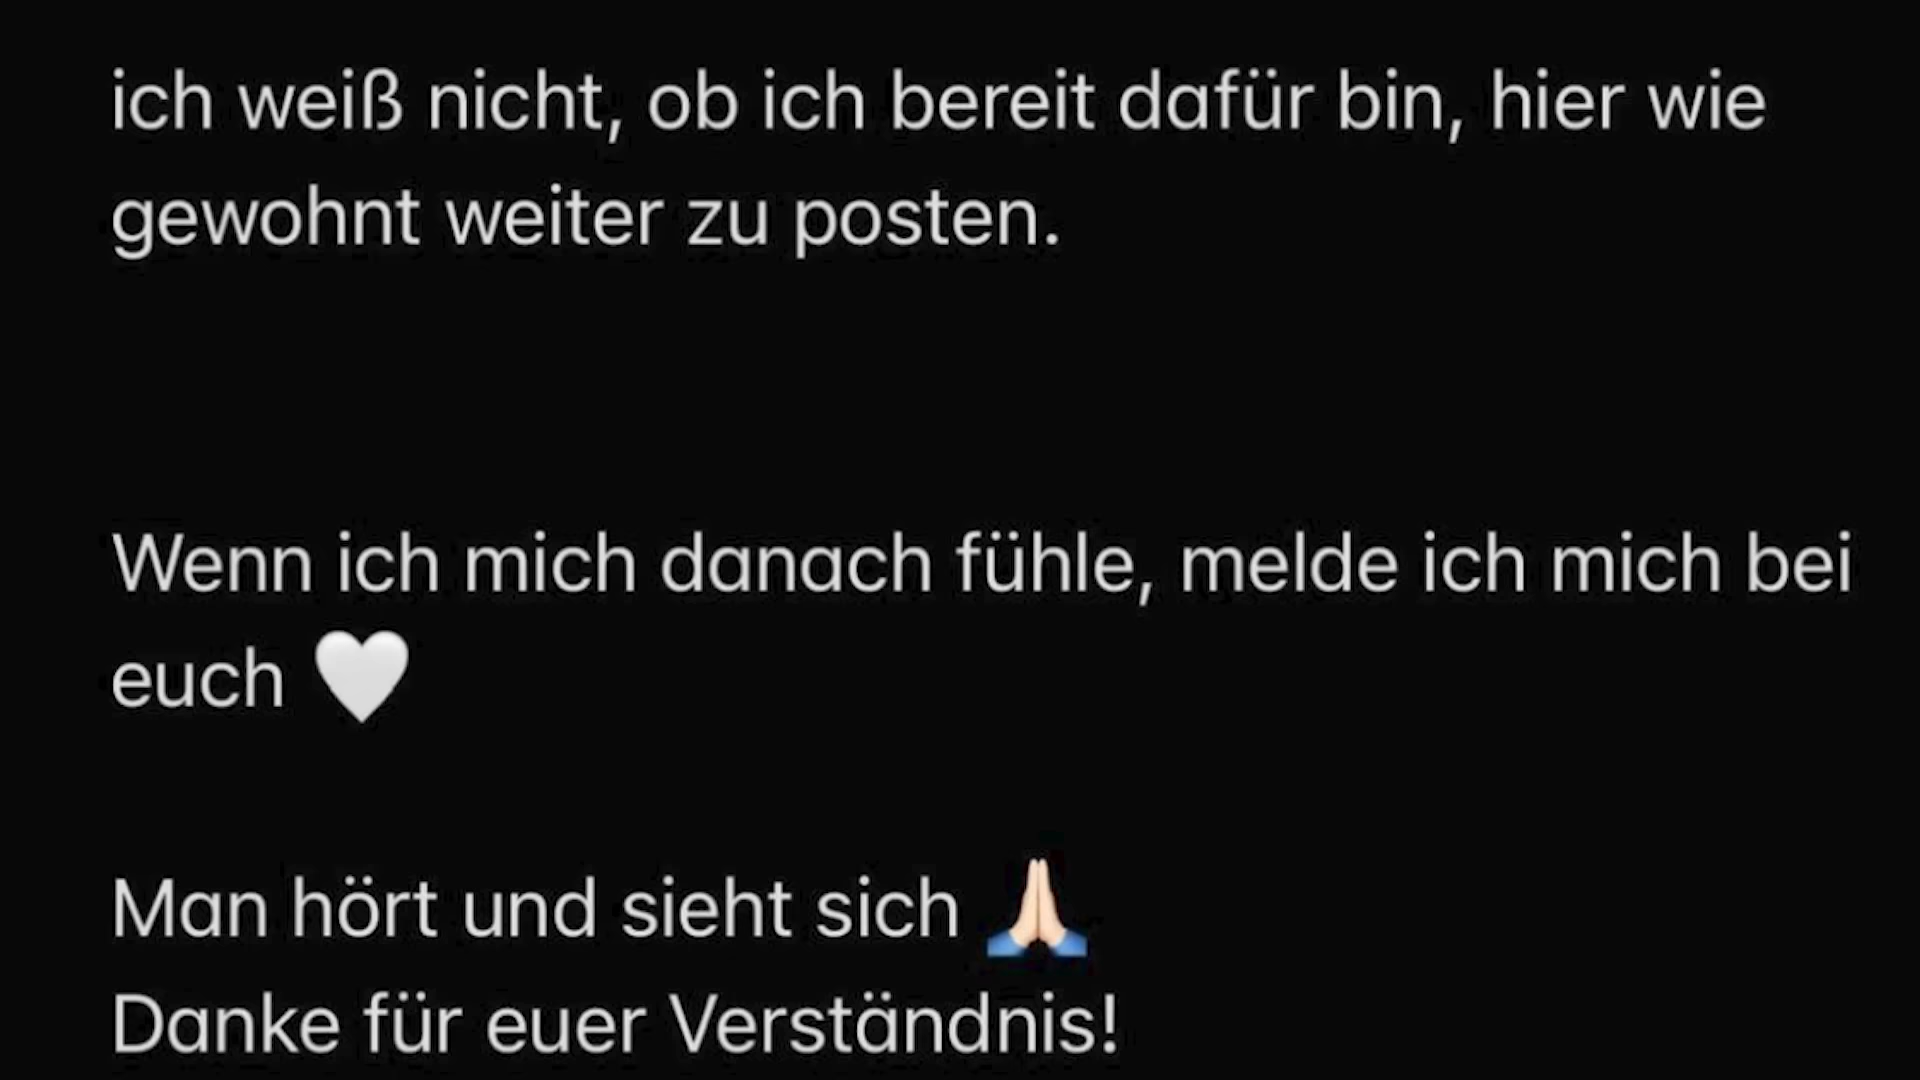 ich weiß nicht, ob ich bereit dafür bin, hier wie
gewohnt weiter zu posten.
Wenn ich mich danach fühle, melde ich mich bei
euch 🤍
Man hört und sieht sich 🙏🏻
Danke für euer Verständnis!